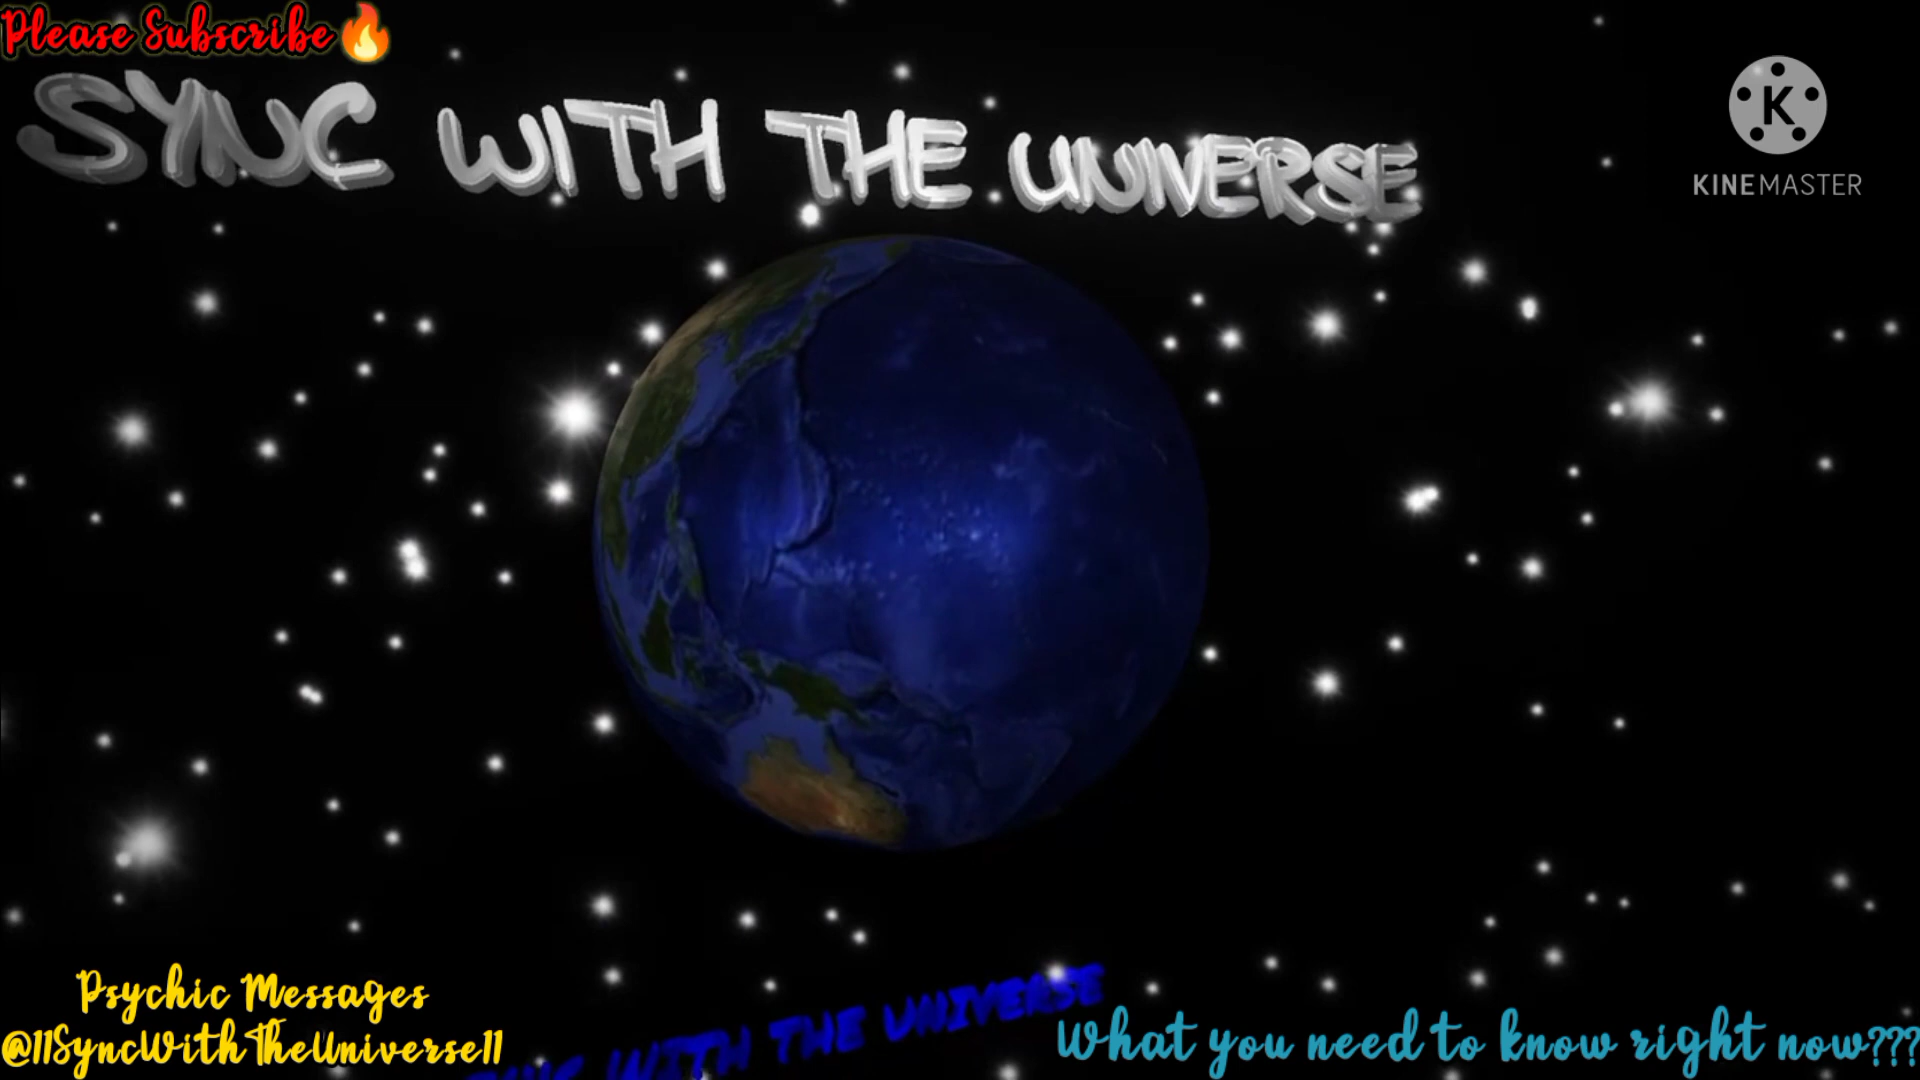 Please Subscribe🔥
SYNC WITH THE UNIVERSE
K
KINEMASTER
Psychic Messages
@11SyncWithTheUniverse11
SYNC WITH THE UNIVERSE
What you need to know right now???